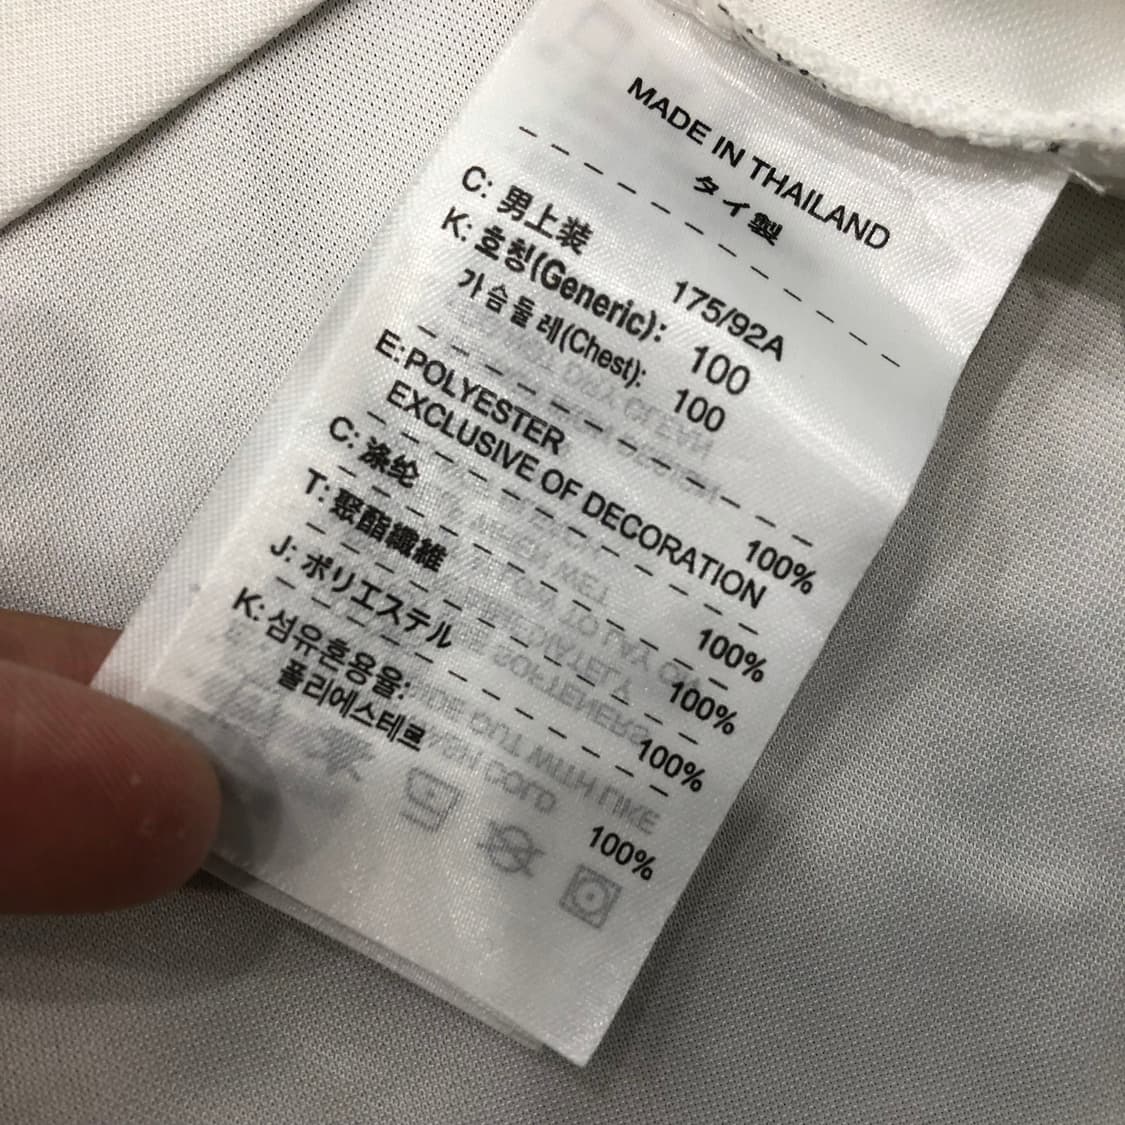 MADE IN THAILAND
タイ製
C: 男上装 175/92A
K: 호칭(Generic): 100
가슴둘레(Chest): 100
E: POLYESTER 100%
EXCLUSIVE OF DECORATION
C: 涤纶 100%
T: 聚酯纖維 100%
J: ポリエステル 100%
K: 섬유혼용율:
폴리에스테르 100%